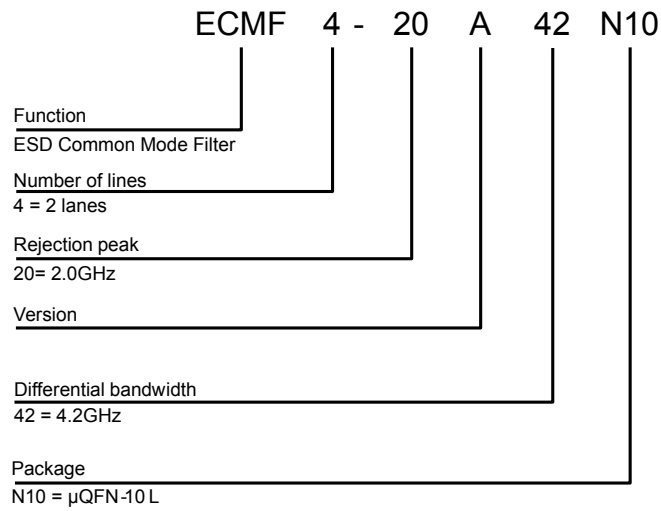 ECMF 4 - 20 A 42 N10
Function
ESD Common Mode Filter
Number of lines
4 = 2 lanes
Rejection peak
20= 2.0GHz
Version
Differential bandwidth
42 = 4.2GHz
Package
N10 = µQFN-10 L